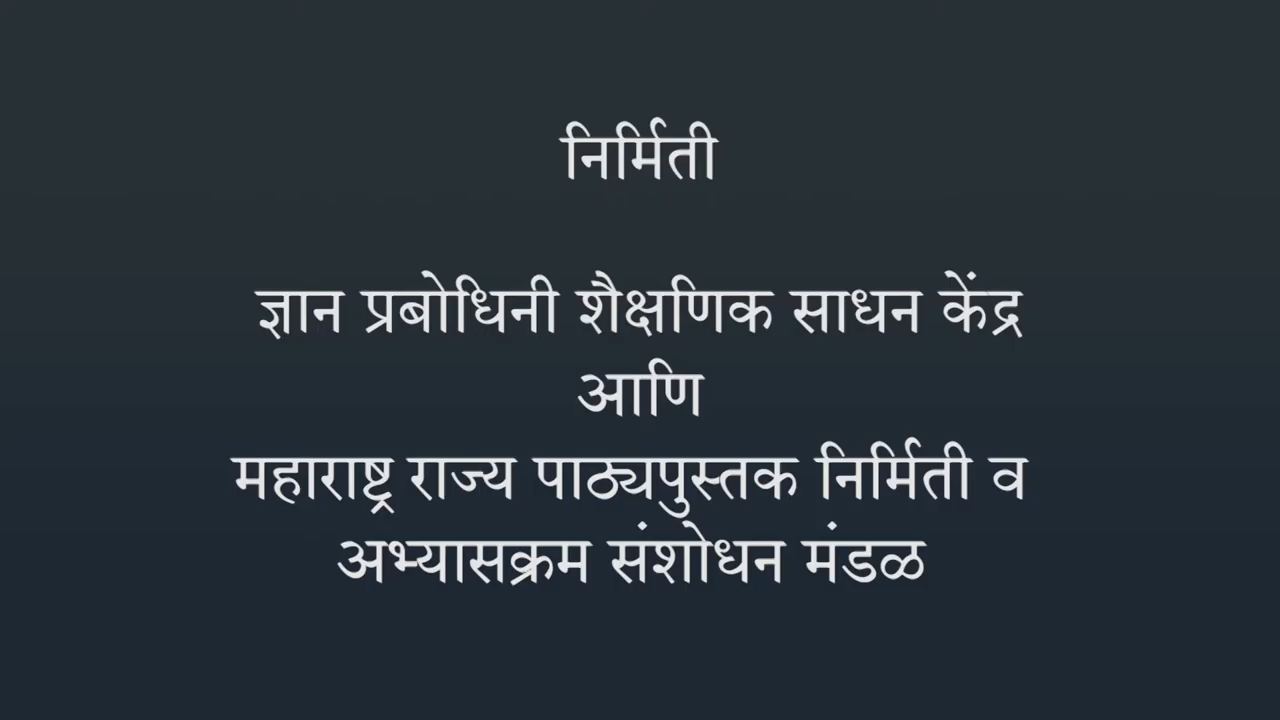 निर्मिती
ज्ञान प्रबोधिनी शैक्षणिक साधन केंद्र
आणि
महाराष्ट्र राज्य पाठ्यपुस्तक निर्मिती व
अभ्यासक्रम संशोधन मंडळ